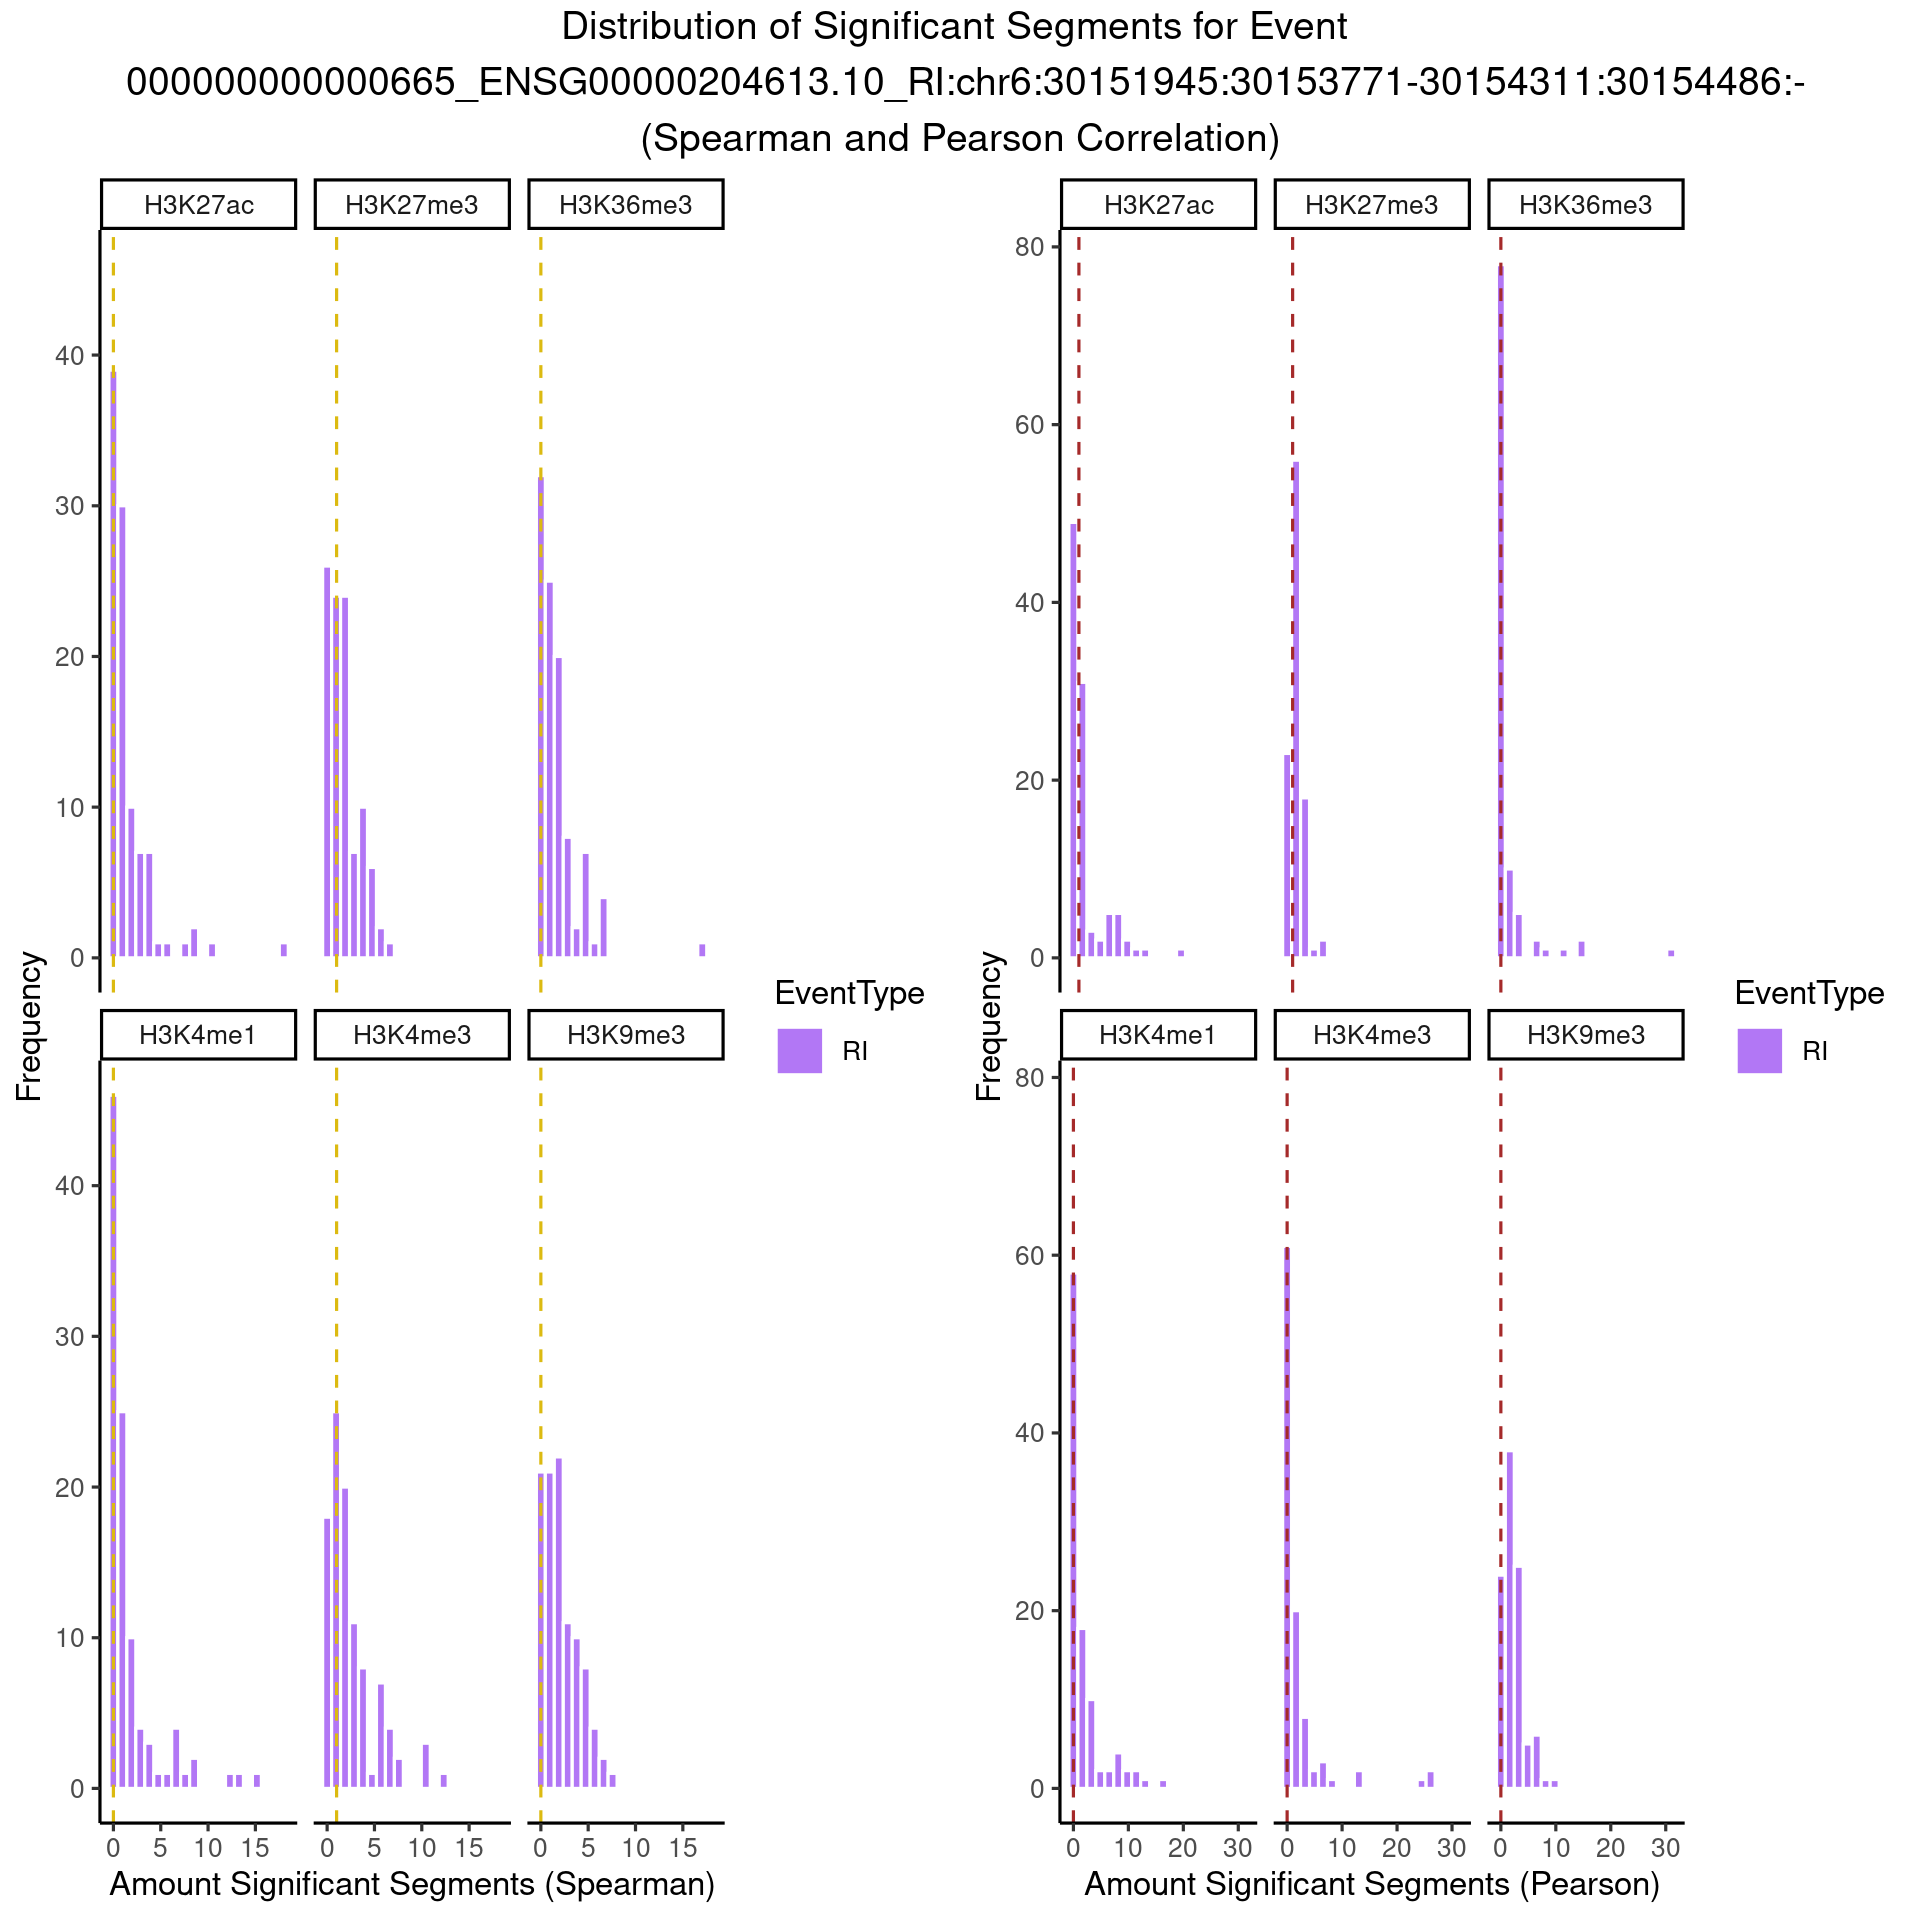 Distribution of Significant Segments for Event
000000000000665_ENSG00000204613.10_RI:chr6:30151945:30153771-30154311:30154486:-
(Spearman and Pearson Correlation)
H3K27ac
H3K27me3
H3K36me3
40
30
20
10
0
H3K4me1
H3K4me3
H3K9me3
40
30
20
10
0
0 5 10 15
0 5 10 15
0 5 10 15
Frequency
Amount Significant Segments (Spearman)
EventType
RI
H3K27ac
H3K27me3
H3K36me3
80
60
40
20
0
H3K4me1
H3K4me3
H3K9me3
80
60
40
20
0
0 10 20 30
0 10 20 30
0 10 20 30
Frequency
Amount Significant Segments (Pearson)
EventType
RI